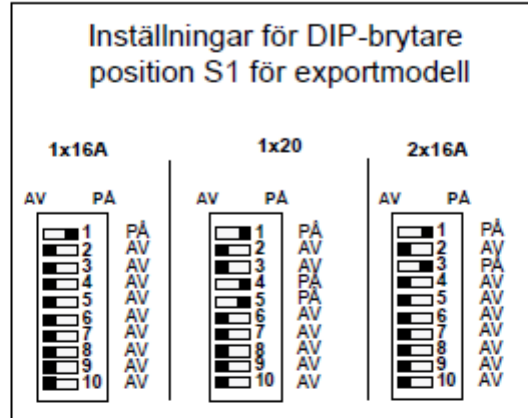 Inställningar för DIP-brytare
position S1 för exportmodell
1x16A
AV PÅ
1 PÅ
2 AV
3 AV
4 AV
5 AV
6 AV
7 AV
8 AV
9 AV
10 AV
1x20
AV PÅ
1 PÅ
2 AV
3 AV
4 PÅ
5 PÅ
6 AV
7 AV
8 AV
9 AV
10 AV
2x16A
AV PÅ
1 PÅ
2 AV
3 PÅ
4 AV
5 AV
6 AV
7 AV
8 AV
9 AV
10 AV